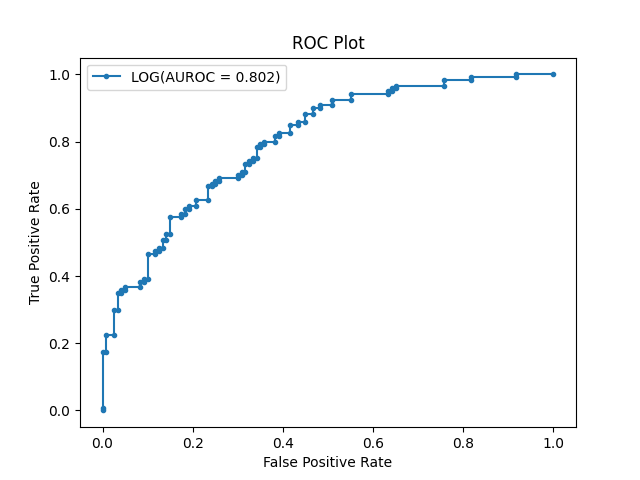 ROC Plot
LOG(AUROC = 0.802)
True Positive Rate
1.0
0.8
0.6
0.4
0.2
0.0
0.0 0.2 0.4 0.6 0.8 1.0
False Positive Rate